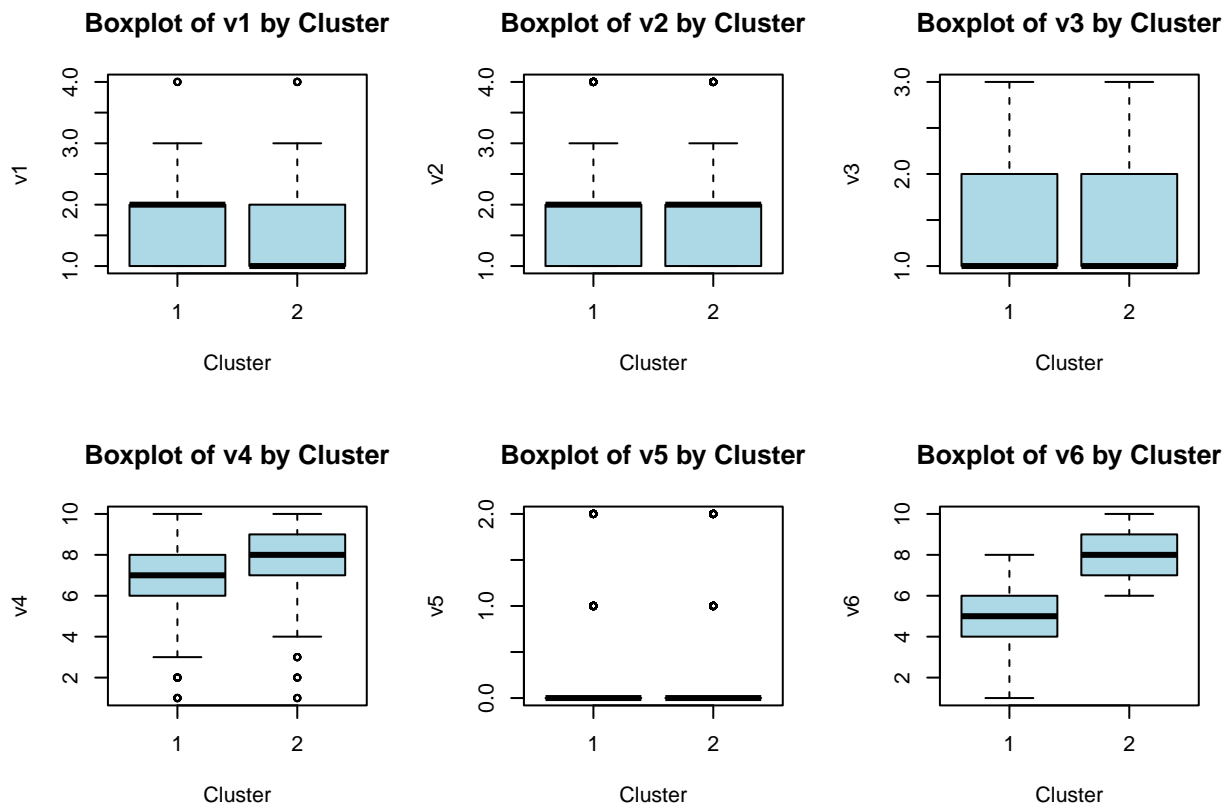 Boxplot of v1 by Cluster
v1
4.0
3.0
2.0
1.0
1 2
Cluster
Boxplot of v2 by Cluster
v2
4.0
3.0
2.0
1.0
1 2
Cluster
Boxplot of v3 by Cluster
v3
3.0
2.0
1.0
1 2
Cluster
Boxplot of v4 by Cluster
v4
10
8
6
4
2
1 2
Cluster
Boxplot of v5 by Cluster
v5
2.0
1.0
0.0
1 2
Cluster
Boxplot of v6 by Cluster
v6
10
8
6
4
2
1 2
Cluster